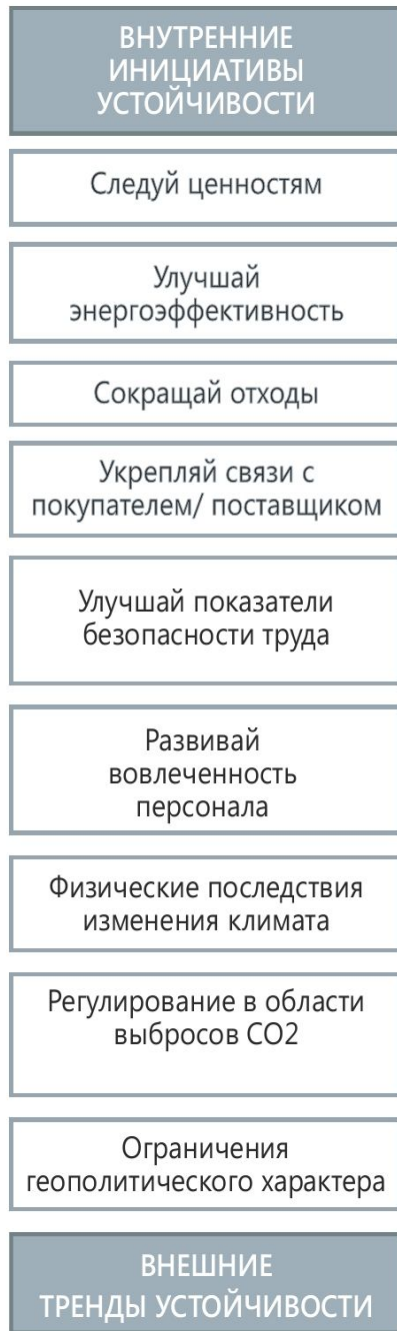 ВНУТРЕННИЕ
ИНИЦИАТИВЫ
УСТОЙЧИВОСТИ
Следуй ценностям
Улучшай
энергоэффективность
Сокращай отходы
Укрепляй связи с
покупателем/ поставщиком
Улучшай показатели
безопасности труда
Развивай
вовлеченность
персонала
Физические последствия
изменения климата
Регулирование в области
выбросов СО2
Ограничения
геополитического характера
ВНЕШНИЕ
ТРЕНДЫ УСТОЙЧИВОСТИ